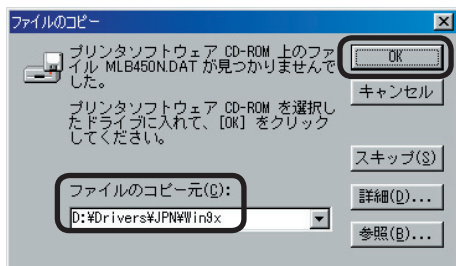 ファイルのコピー
プリンタソフトウェア CD-ROM 上のファ
イル MLB450N.DAT が見つかりませんで
した。
プリンタソフトウェア CD-ROM を選択し
たドライブに入れて、[OK] をクリック
してください。
ファイルのコピー元(C):
D:¥Drivers¥JPN¥Win9x
OK
キャンセル
スキップ(S)
詳細(D)...
参照(B)...